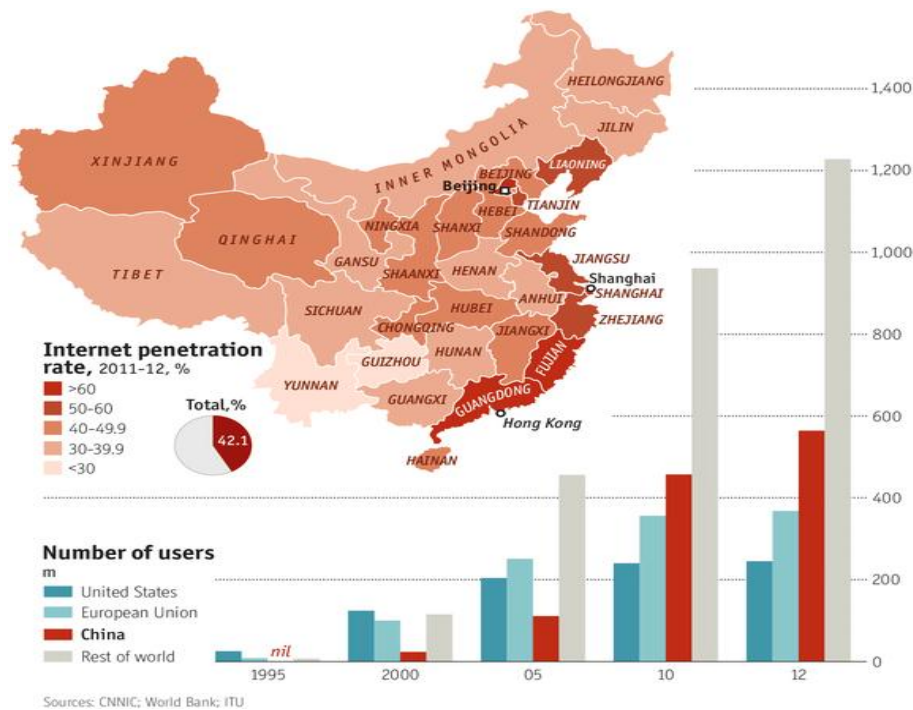 HEILONGJIANG
1,400
JILIN
INNER MONGOLIA
XINJIANG
LIAONING
1,200
BEIJING
Beijing
TIANJIN
HEBEI
NINGXIA
SHANXI
SHANDONG
QINGHAI
GANSU
JIANGSU
1,000
TIBET
SHAANXI
HENAN
Shanghai
ANHUI
SHANGHAI
SICHUAN
HUBEI
ZHEJIANG
CHONGQING
JIANGXI
800
Internet penetration
rate, 2011-12, %
>60
50-60
40-49.9
30-39.9
<30
HUNAN
FUJIAN
GUIZHOU
YUNNAN
GUANGXI
GUANGDONG
Total,%
42.1
Hong Kong
600
HAINAN
400
Number of users
m
United States
European Union
China
Rest of world
200
nil
0
1995
2000
05
10
12
Sources: CNNIC; World Bank; ITU